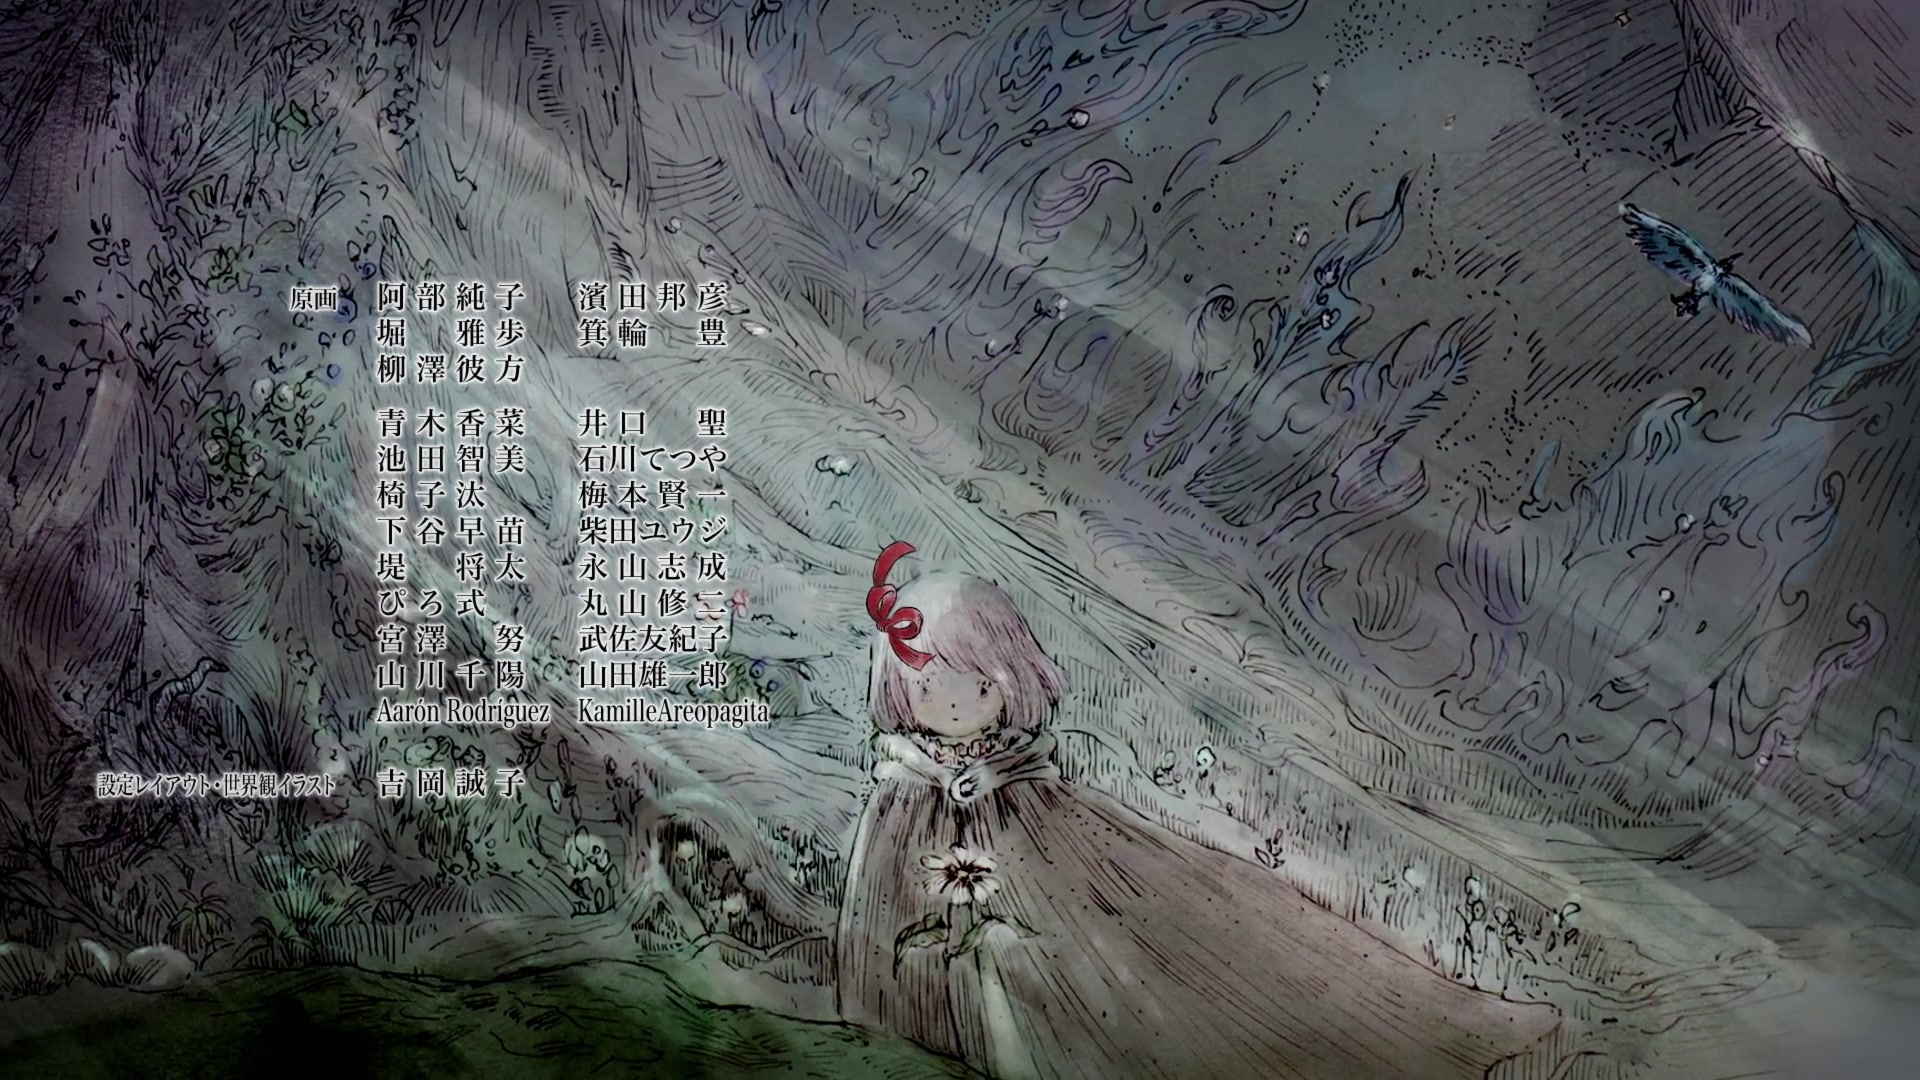 原画 阿部純子 濱田邦彦
堀 雅歩 箕輪 豊
柳澤彼方
青木香菜 井口 聖
池田智美 石川てつや
椅子汰 梅本賢一
下谷早苗 柴田ユウジ
堤 将太 永山志成
ぴろ式 丸山修二
宮澤 努 武佐友紀子
山川千陽 山田雄一郎
Aarón Rodríguez KamilleAreopagita
設定レイアウト・世界観イラスト 吉岡誠子